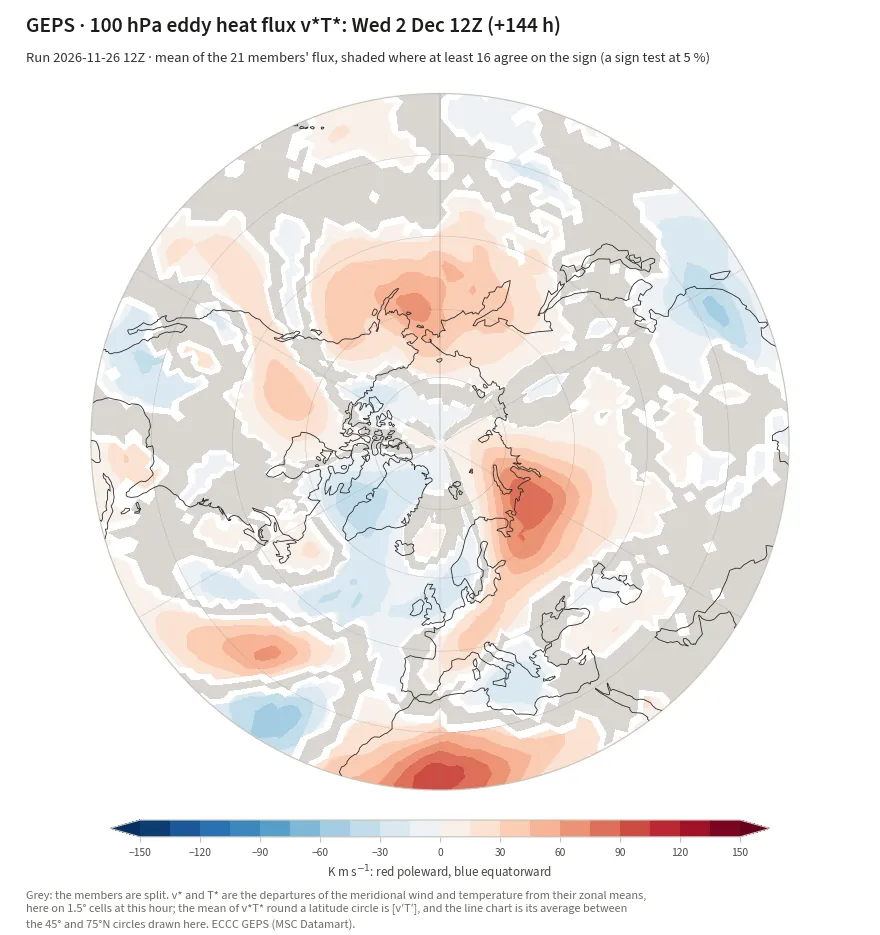 GEPS · 100 hPa eddy heat flux v*T*: Wed 2 Dec 12Z (+144 h)
Run 2026-11-26 12Z · mean of the 21 members' flux, shaded where at least 16 agree on the sign (a sign test at 5 %)
−150 −120 −90 −60 −30 0 30 60 90 120 150
K m s⁻¹: red poleward, blue equatorward
Grey: the members are split. v* and T* are the departures of the meridional wind and temperature from their zonal means,
here on 1.5° cells at this hour; the mean of v*T* round a latitude circle is [v'T'], and the line chart is its average between
the 45° and 75°N circles drawn here. ECCC GEPS (MSC Datamart).